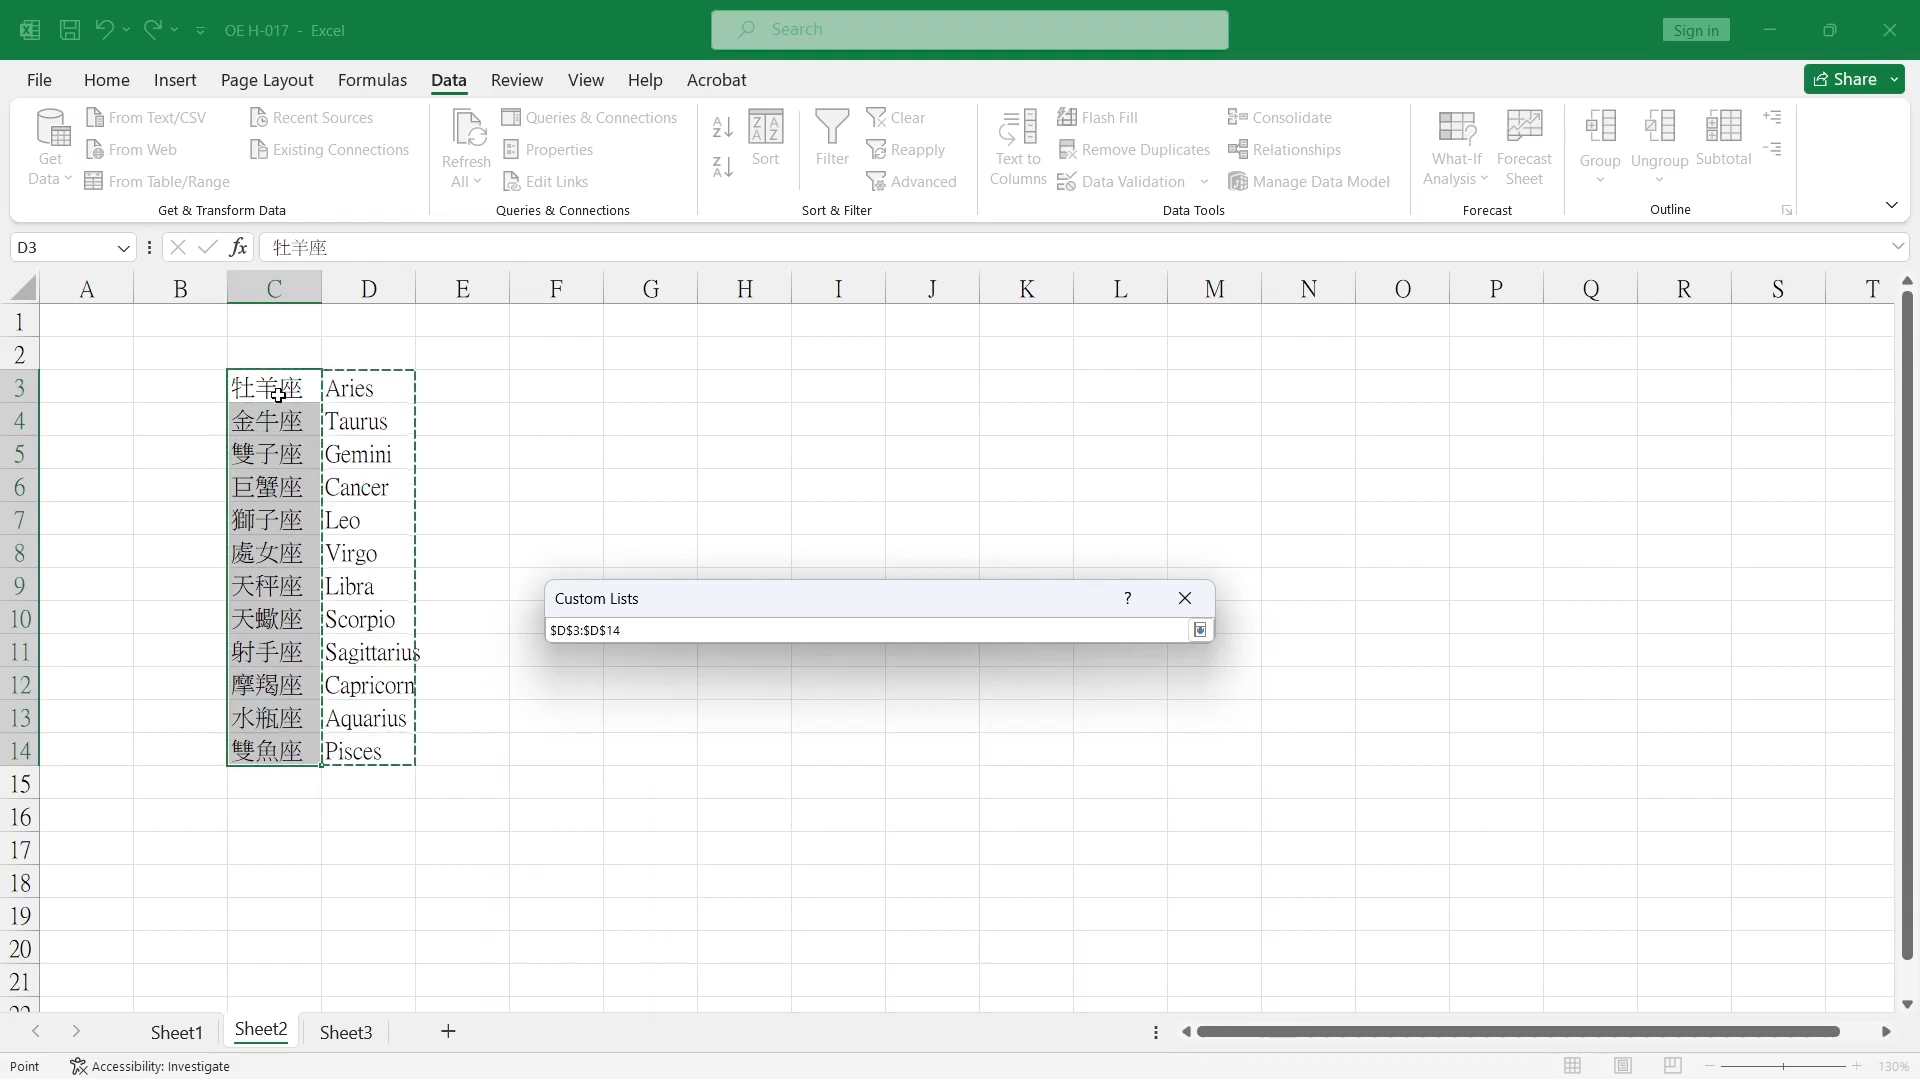 OE H-017 - Excel
Search
Sign in
File Home Insert Page Layout Formulas Data Review View Help Acrobat
Share
Get Data
From Text/CSV
From Web
From Table/Range
Recent Sources
Existing Connections
Get & Transform Data
Refresh All
Queries & Connections
Properties
Edit Links
Queries & Connections
Sort
Filter
Clear
Reapply
Advanced
Sort & Filter
Text to Columns
Flash Fill
Remove Duplicates
Data Validation
Consolidate
Relationships
Manage Data Model
Data Tools
What-If Analysis
Forecast Sheet
Forecast
Group
Ungroup
Subtotal
Outline
D3
fx
牡羊座
A B C D E F G H I J K L M N O P Q R S T
1
2
3 牡羊座 Aries
4 金牛座 Taurus
5 雙子座 Gemini
6 巨蟹座 Cancer
7 獅子座 Leo
8 處女座 Virgo
9 天秤座 Libra
10 天蠍座 Scorpio
11 射手座 Sagittarius
12 摩羯座 Capricorn
13 水瓶座 Aquarius
14 雙魚座 Pisces
15
16
17
18
19
20
21
22
Custom Lists ?
$D$3:$D$14
Sheet1 Sheet2 Sheet3
Point
Accessibility: Investigate
130%